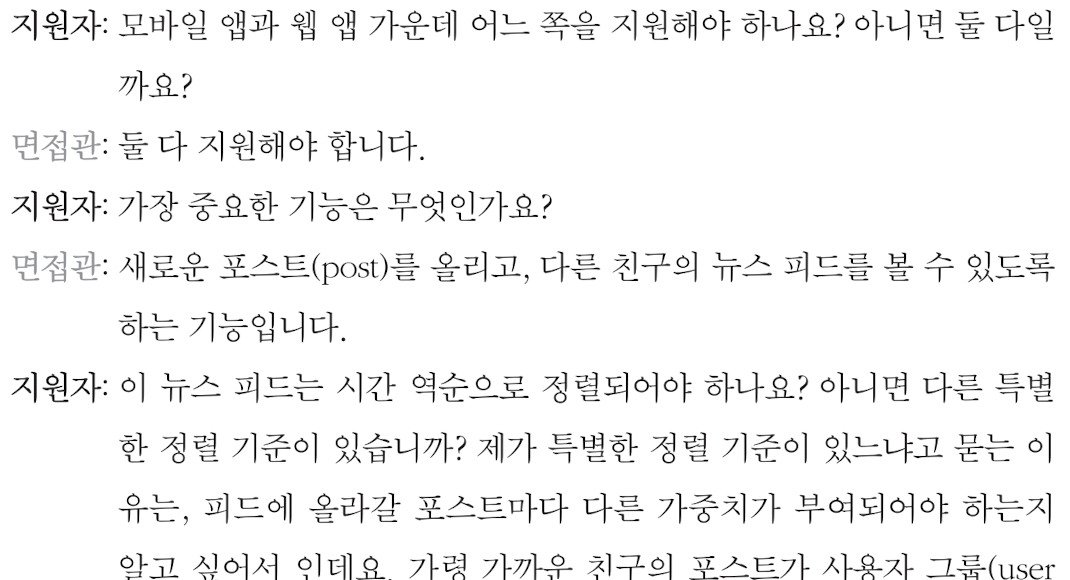 지원자: 모바일 앱과 웹 앱 가운데 어느 쪽을 지원해야 하나요? 아니면 둘 다일
까요?
면접관: 둘 다 지원해야 합니다.
지원자: 가장 중요한 기능은 무엇인가요?
면접관: 새로운 포스트(post)를 올리고, 다른 친구의 뉴스 피드를 볼 수 있도록
하는 기능입니다.
지원자: 이 뉴스 피드는 시간 역순으로 정렬되어야 하나요? 아니면 다른 특별
한 정렬 기준이 있습니까? 제가 특별한 정렬 기준이 있느냐고 묻는 이
유는, 피드에 올라갈 포스트마다 다른 가중치가 부여되어야 하는지
알고 싶어서 인데요. 가령 가까운 친구의 포스트가 사용자 그룹(user